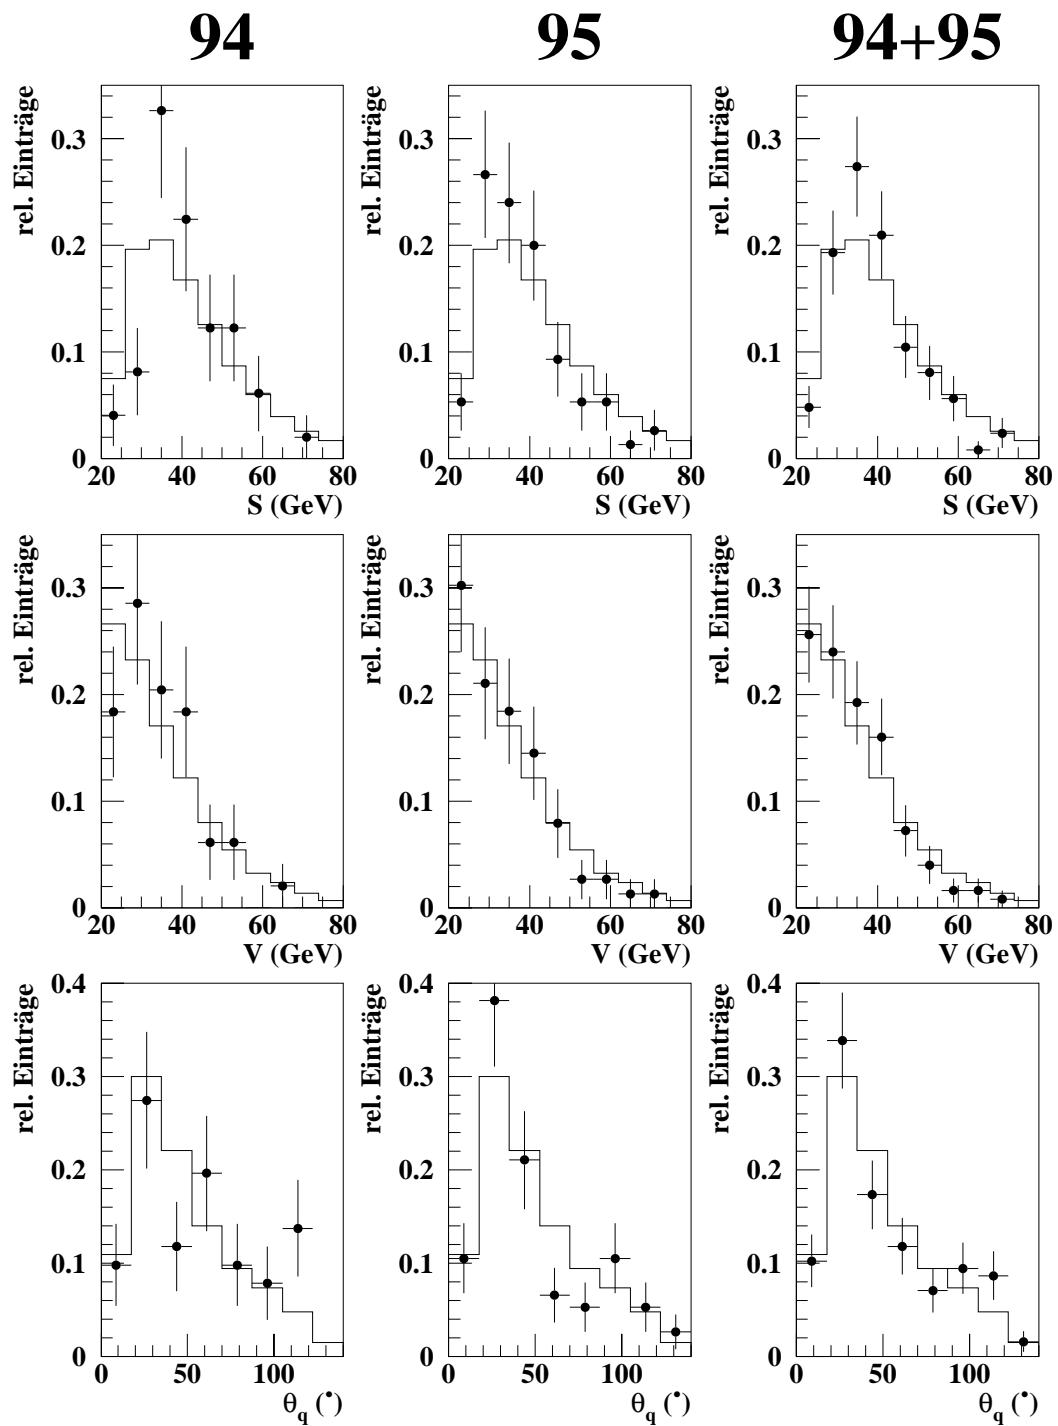 94 95 94+95
rel. Einträge rel. Einträge rel. Einträge
0.3 0.3 0.3
0.2 0.2 0.2
0.1 0.1 0.1
0 0 0
20 40 60 80 20 40 60 80 20 40 60 80
S (GeV) S (GeV) S (GeV)
rel. Einträge rel. Einträge rel. Einträge
0.3 0.3 0.3
0.2 0.2 0.2
0.1 0.1 0.1
0 0 0
20 40 60 80 20 40 60 80 20 40 60 80
V (GeV) V (GeV) V (GeV)
rel. Einträge rel. Einträge rel. Einträge
0.4 0.4 0.4
0.3 0.3 0.3
0.2 0.2 0.2
0.1 0.1 0.1
0 0 0
0 50 100 0 50 100 0 50 100
θq (•) θq (•) θq (•)